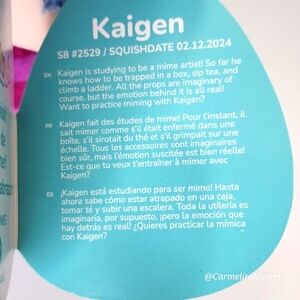 Kaigen
S8 #2529 / SQUISHDATE 02.12.2024
EN Kaigen is studying to be a mime artist! So far he
knows how to be trapped in a box, sip tea, and
climb a ladder. All the props are imaginary of
course, but the emotion behind it is all real!
Want to practice miming with Kaigen?
FR Kaigen fait des études de mime! Pour l'instant, il
sait mimer comme s'il était enfermé dans une
boîte, s'il sirotait du thé et s'il grimpait sur une
échelle. Tous les accessoires sont imaginaires
bien sûr, mais l'émotion suscitée est bien réelle!
Est-ce que tu veux t'entraîner à mimer avec
Kaigen?
ES ¡Kaigen está estudiando para ser mimo! Hasta
ahora sabe cómo estar atrapado en una caja,
tomar té y subir una escalera. Toda la utilería es
imaginaria, por supuesto, ¡pero la emoción que
hay detrás es real! ¿Quieres practicar la mímica
con Kaigen?